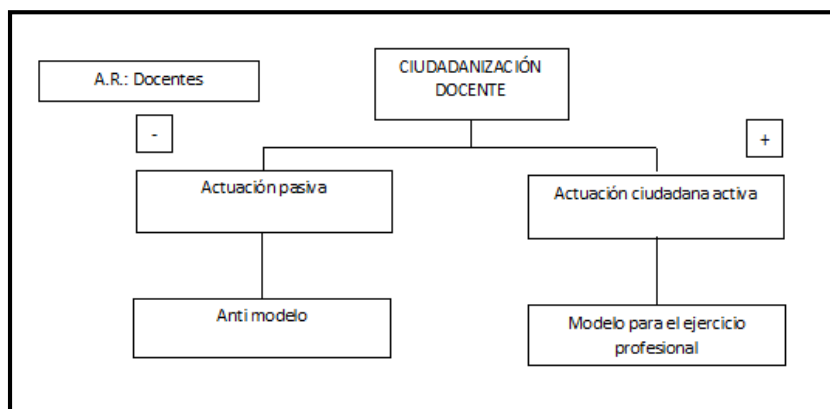 A.R.: Docentes
CIUDADANIZACIÓN
DOCENTE
-
+
Actuación pasiva
Actuación ciudadana activa
Anti modelo
Modelo para el ejercicio
profesional